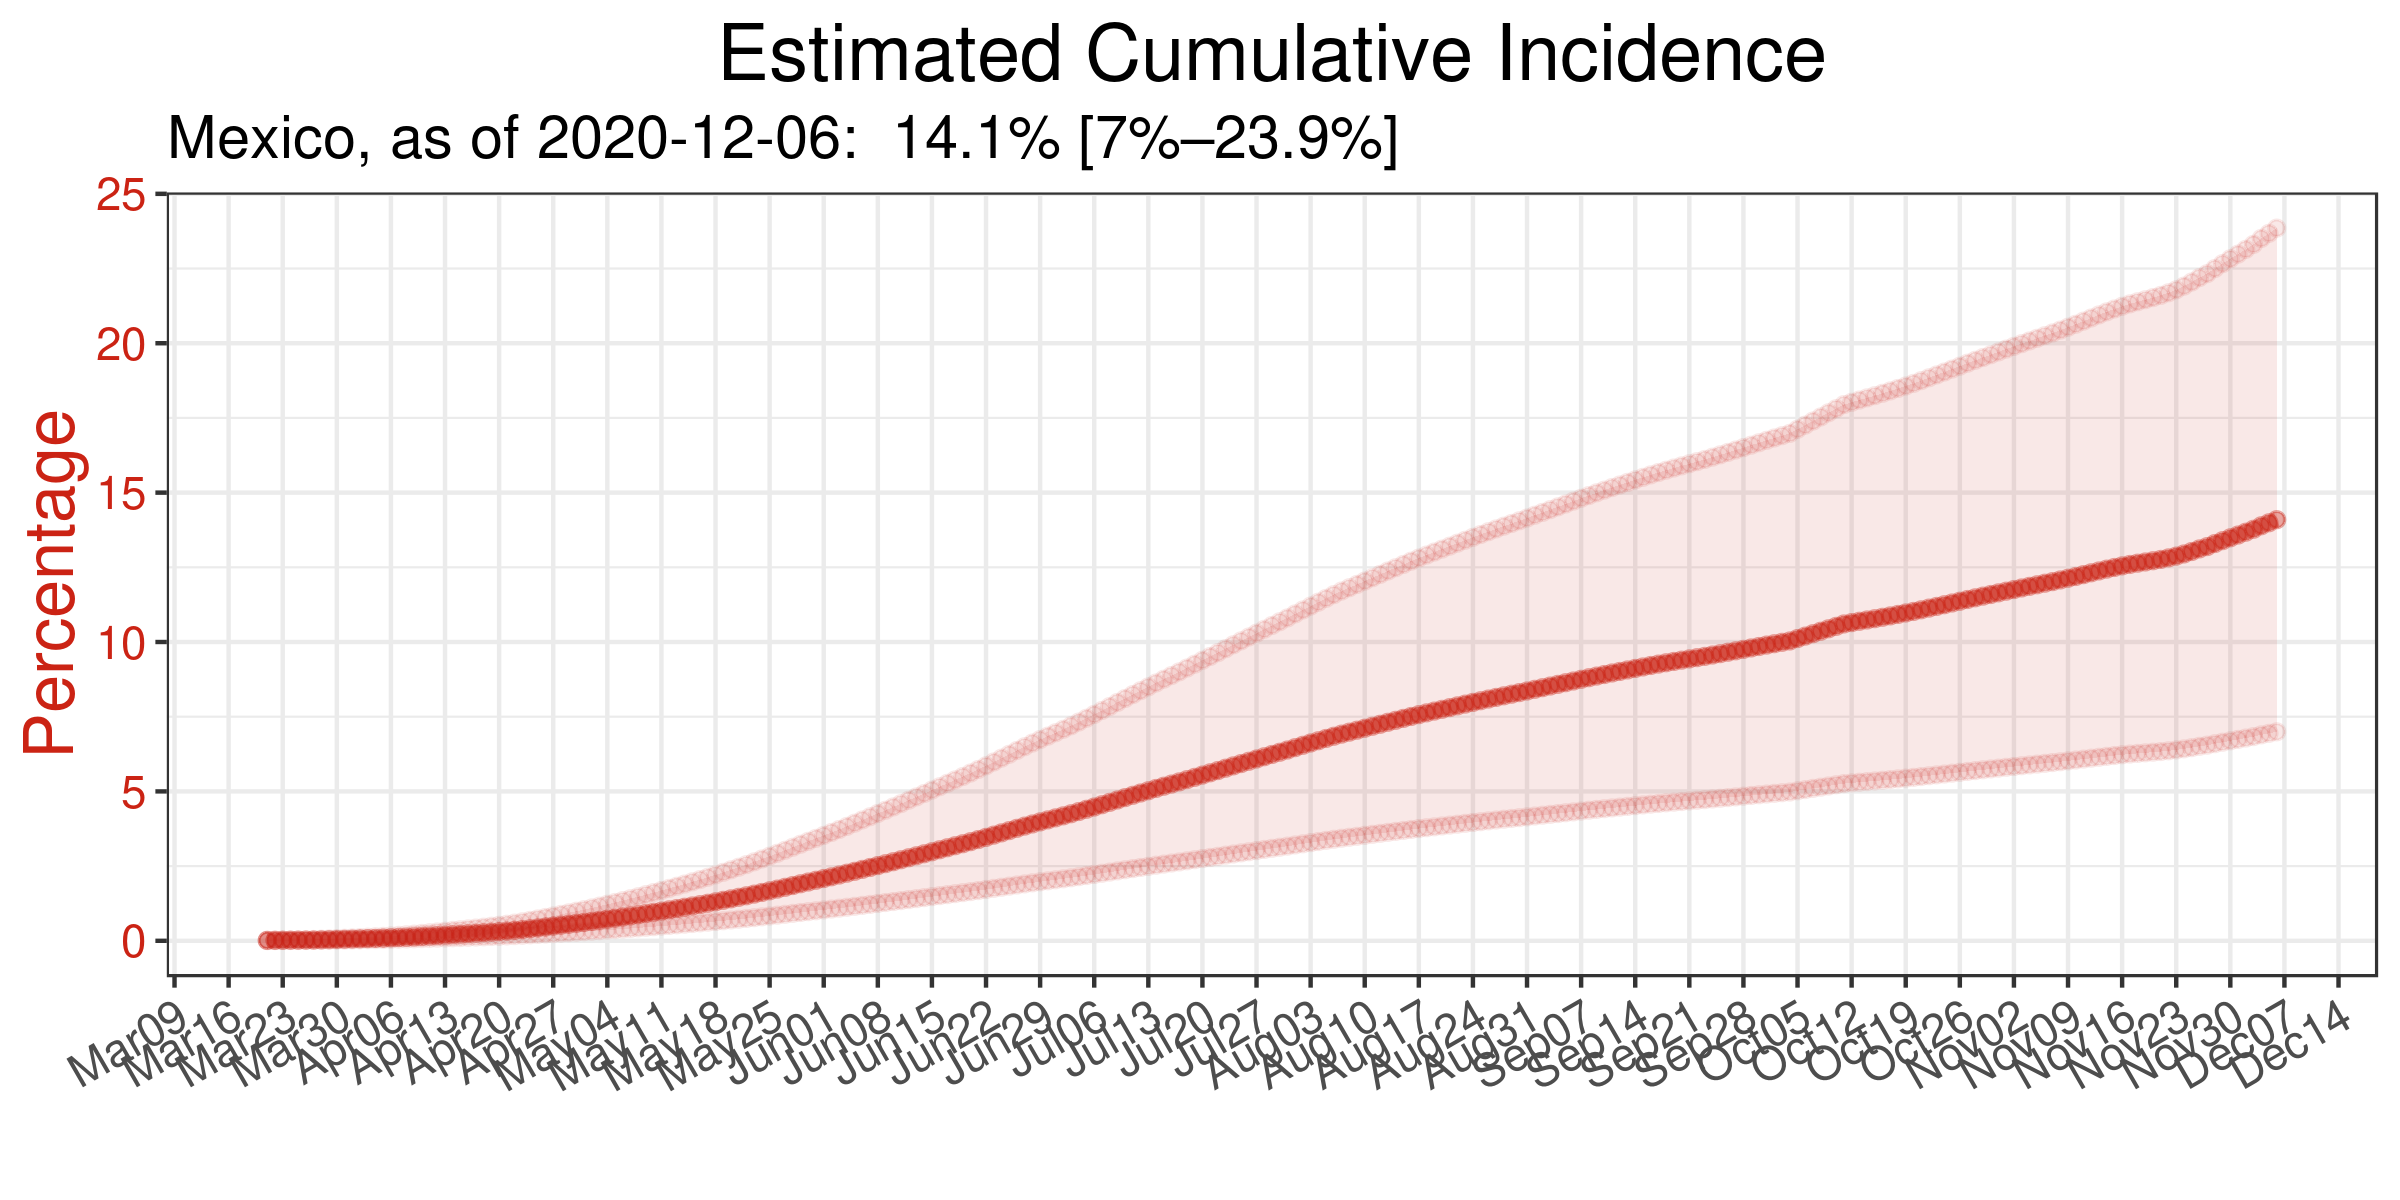 Estimated Cumulative Incidence
Mexico, as of 2020-12-06:  14.1% [7%–23.9%]
Percentage
25
20
15
10
5
0
Mar09
Mar16
Mar23
Mar30
Apr06
Apr13
Apr20
Apr27
May04
May11
May18
May25
Jun01
Jun08
Jun15
Jun22
Jun29
Jul06
Jul13
Jul20
Jul27
Aug03
Aug10
Aug17
Aug24
Aug31
Sep07
Sep14
Sep21
Sep28
Oct05
Oct12
Oct19
Oct26
Nov02
Nov09
Nov16
Nov23
Nov30
Dec07
Dec14